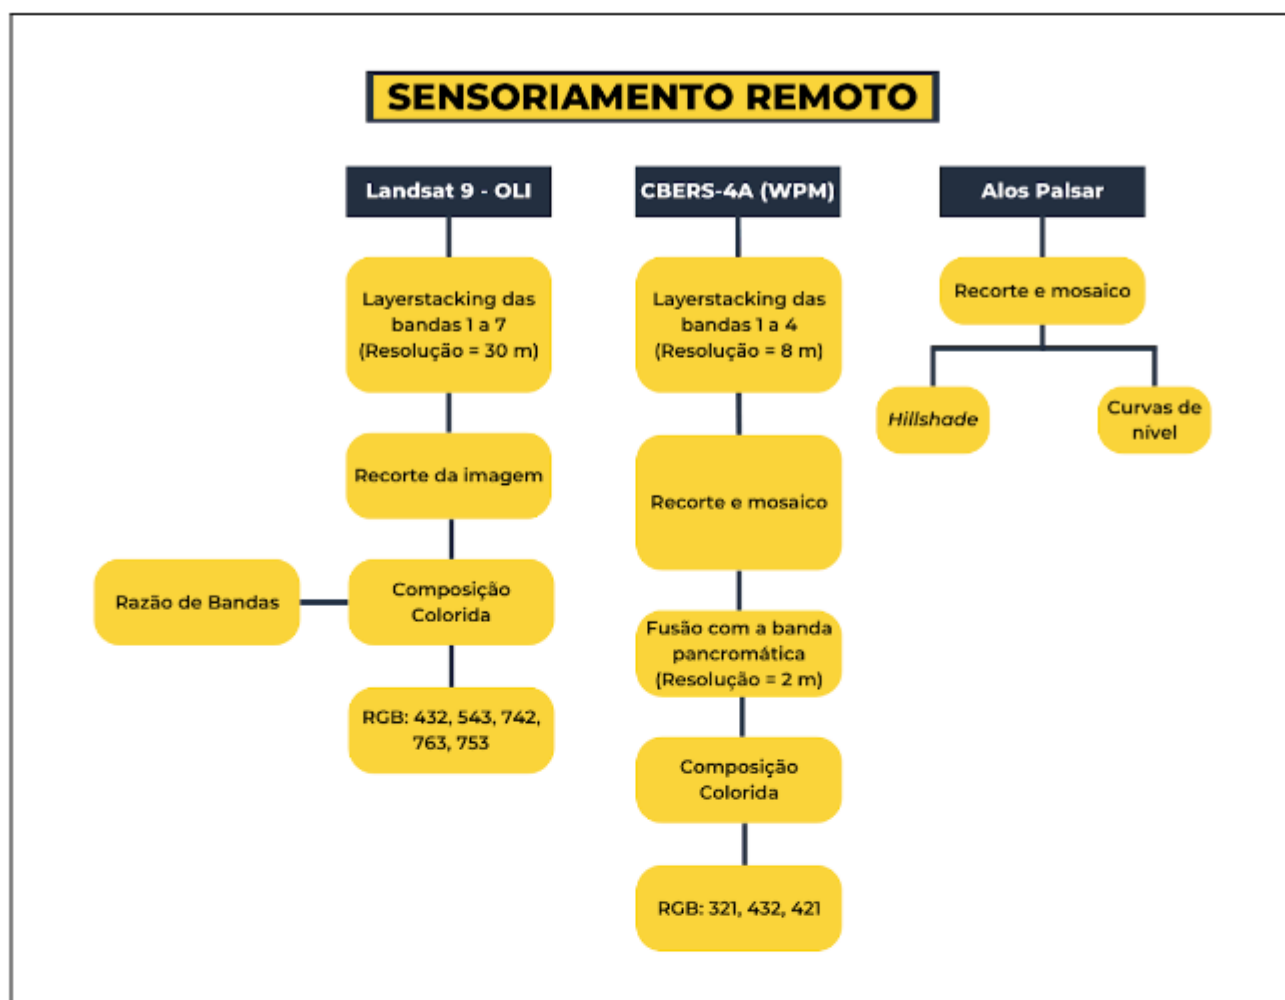 SENSORIAMENTO REMOTO
Landsat 9 - OLI
Layerstacking das
bandas 1 a 7
(Resolução = 30 m)
Recorte da imagem
Razão de Bandas
Composição
Colorida
RGB: 432, 543, 742,
763, 753
CBERS-4A (WPM)
Layerstacking das
bandas 1 a 4
(Resolução = 8 m)
Recorte e mosaico
Fusão com a banda
pancromática
(Resolução = 2 m)
Composição
Colorida
RGB: 321, 432, 421
Alos Palsar
Recorte e mosaico
Hillshade
Curvas de
nível